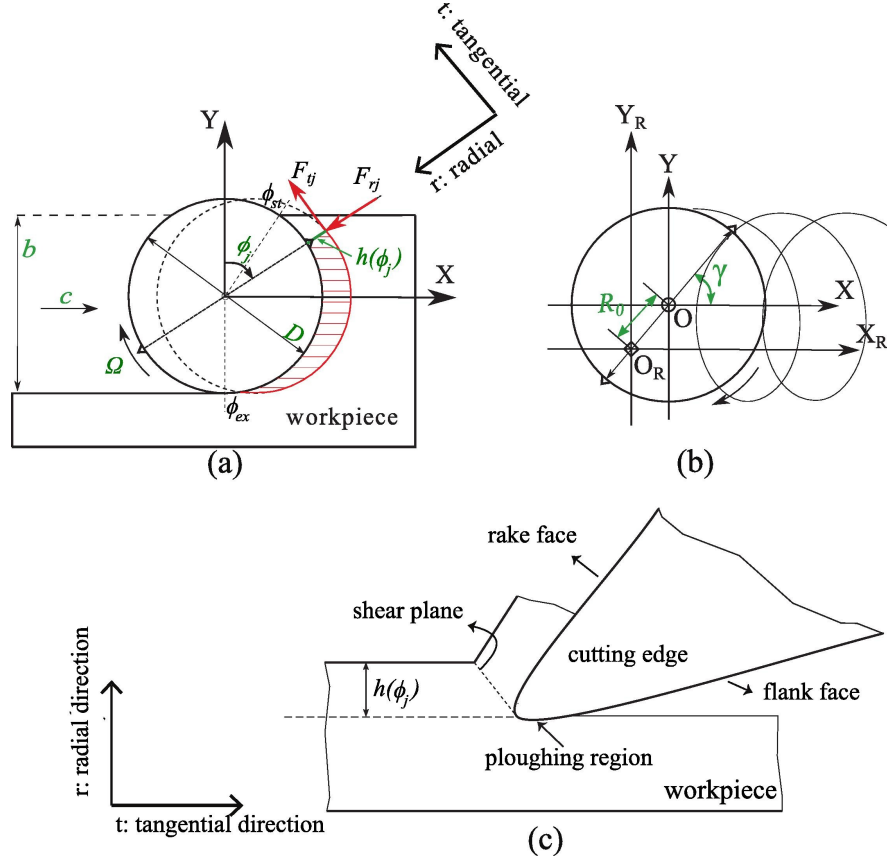 t: tangential
r: radial
Y
F_tj
F_rj
ϕ_st
b
ϕ_j
h(ϕ_j)
X
c
D
Ω
ϕ_ex
workpiece
(a)
Y_R
Y
γ
R_0
O
X
O_R
X_R
(b)
rake face
shear plane
cutting edge
h(ϕ_j)
flank face
ploughing region
workpiece
r: radial direction
t: tangential direction
(c)